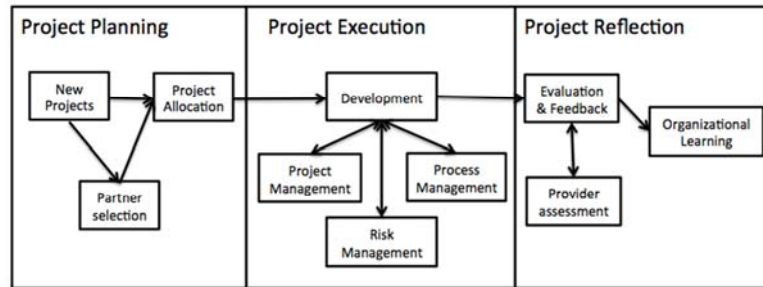 Project Planning
Project Execution
Project Reflection
New
Projects
Project
Allocation
Development
Evaluation
& Feedback
Organizational
Learning
Project
Management
Process
Management
Partner
selection
Provider
assessment
Risk
Management